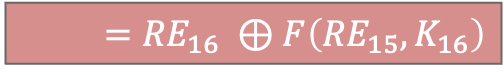 = RE₁₆ ⊕ F(RE₁₅, K₁₆)